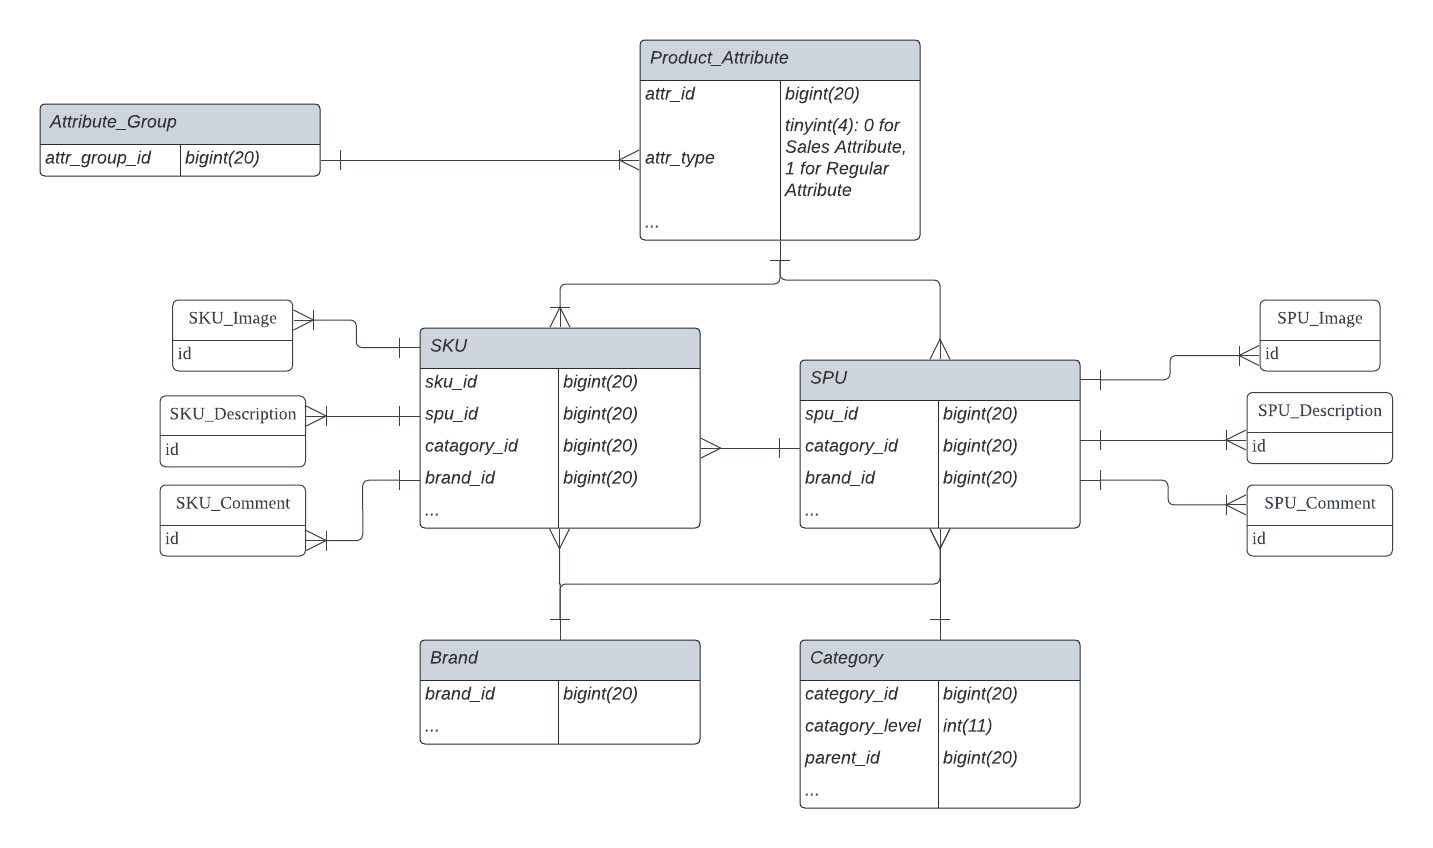 Product_Attribute
attr_id bigint(20)
attr_type tinyint(4): 0 for
Sales Attribute,
1 for Regular
Attribute
...
Attribute_Group
attr_group_id bigint(20)
SKU_Image
id
SKU_Description
id
SKU_Comment
id
SKU
sku_id bigint(20)
spu_id bigint(20)
catagory_id bigint(20)
brand_id bigint(20)
...
SPU
spu_id bigint(20)
catagory_id bigint(20)
brand_id bigint(20)
...
SPU_Image
id
SPU_Description
id
SPU_Comment
id
Brand
brand_id bigint(20)
...
Category
category_id bigint(20)
catagory_level int(11)
parent_id bigint(20)
...